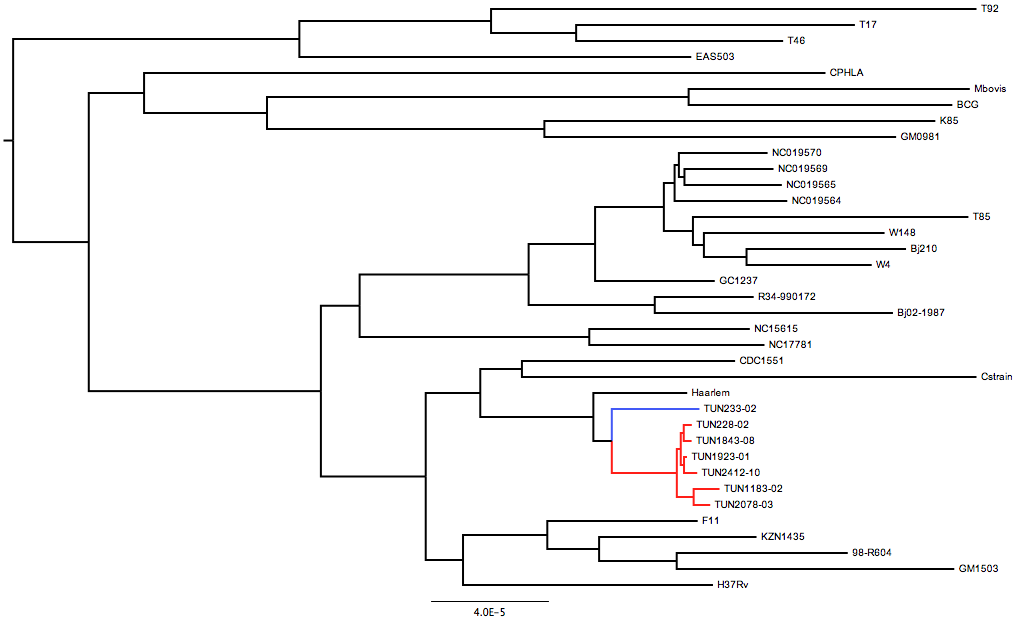 T92
T17
T46
EAS503
CPHLA
Mbovis
BCG
K85
GM0981
NC019570
NC019569
NC019565
NC019564
T85
W148
Bj210
W4
GC1237
R34-990172
Bj02-1987
NC15615
NC17781
CDC1551
Cstrain
Haarlem
TUN233-02
TUN228-02
TUN1843-08
TUN1923-01
TUN2412-10
TUN1183-02
TUN2078-03
F11
KZN1435
98-R604
GM1503
H37Rv
4.0E-5